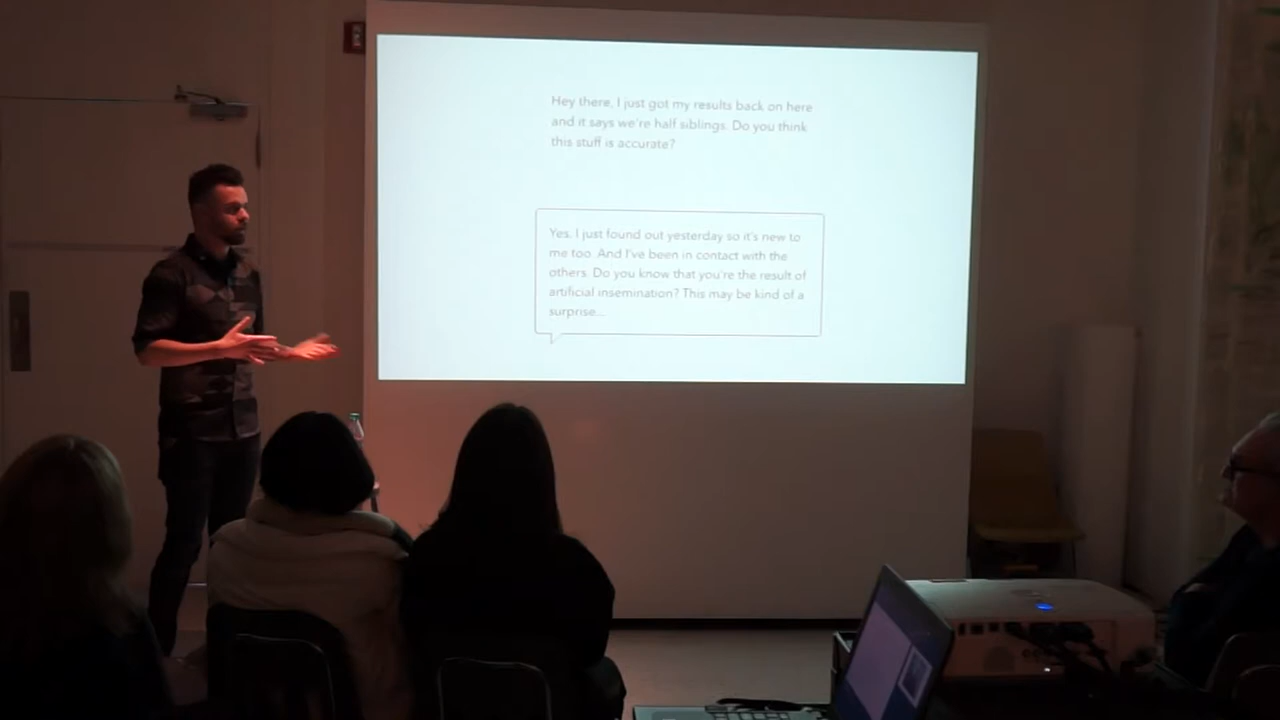 Hey there, I just got my results back on here
and it says we're half siblings. Do you think
this stuff is accurate?
Yes, I just found out yesterday so it's new to
me too. And I've been in contact with the
others. Do you know that you're the result of
artificial insemination? This may be kind of a
surprise...